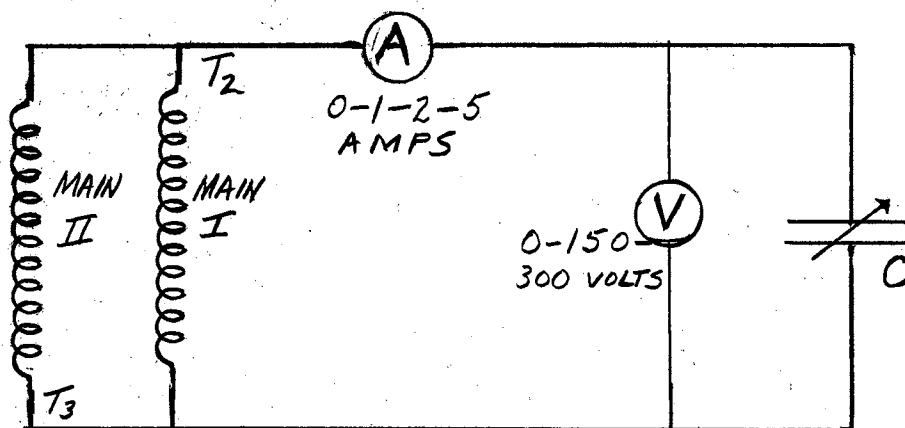 A
T2
0-1-2-5
AMPS
MAIN
II
MAIN
I
V
0-150-
300 VOLTS
C
T3